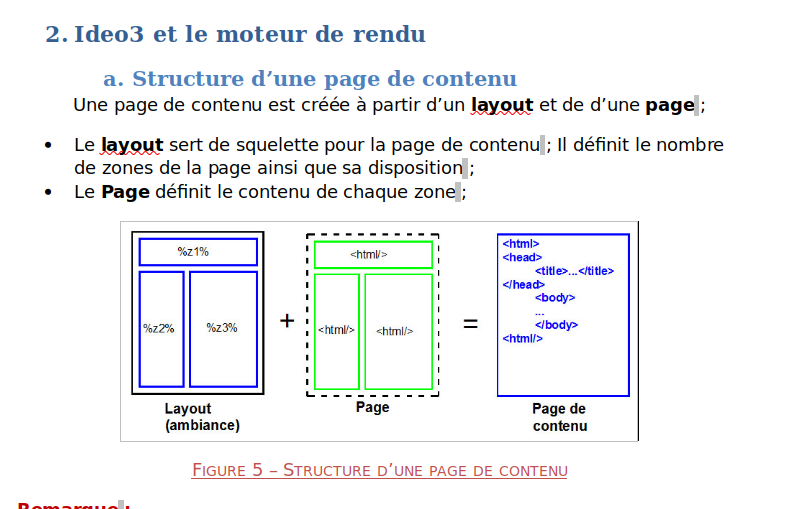 2. Ideo3 et le moteur de rendu
a. Structure d’une page de contenu
Une page de contenu est créée à partir d’un layout et de d’une page ;
• Le layout sert de squelette pour la page de contenu ; Il définit le nombre
de zones de la page ainsi que sa disposition ;
• Le Page définit le contenu de chaque zone ;
%z1%
%z2%
%z3%
Layout
(ambiance)
+
<html/>
<html/>
<html/>
Page
=
<html>
<head>
<title>...</title>
</head>
<body>
...
</body>
<html/>
Page de
contenu
FIGURE 5 – STRUCTURE D’UNE PAGE DE CONTENU
Remarque :